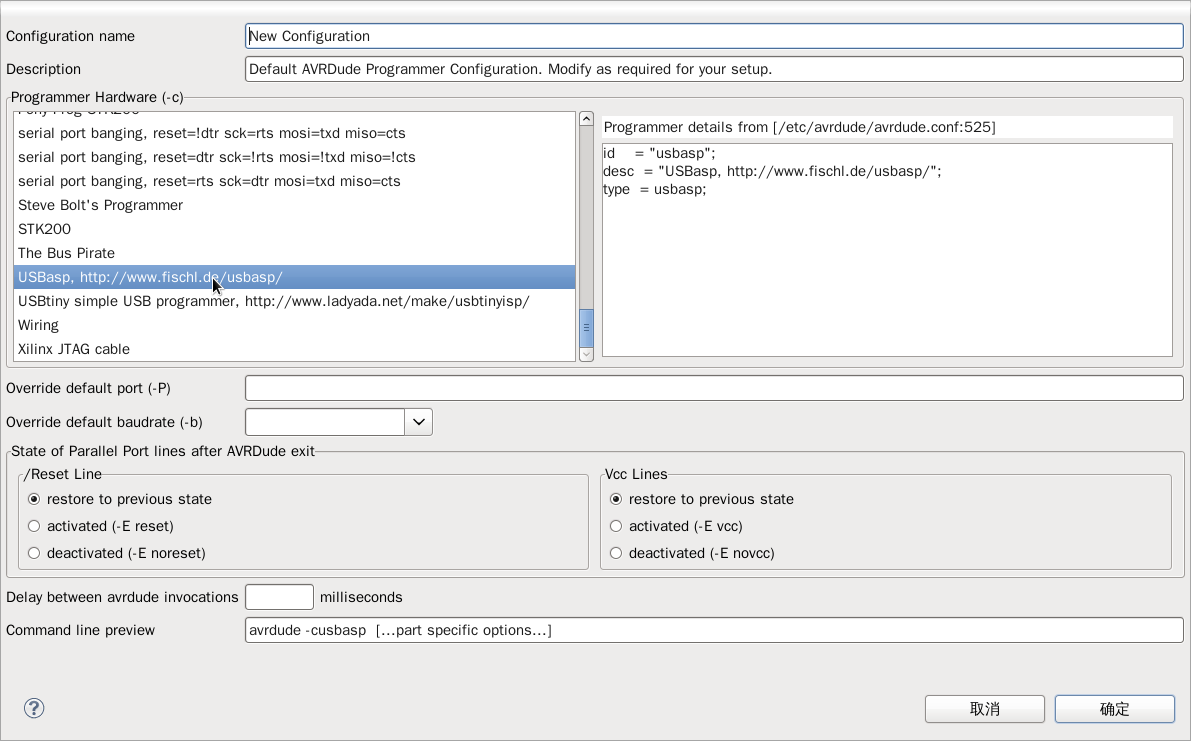 Configuration name New Configuration
Description Default AVRDude Programmer Configuration. Modify as required for your setup.
Programmer Hardware (-c)
serial port banging, reset=!dtr sck=rts mosi=txd miso=cts
serial port banging, reset=dtr sck=!rts mosi=!txd miso=!cts
serial port banging, reset=rts sck=dtr mosi=txd miso=cts
Steve Bolt's Programmer
STK200
The Bus Pirate
USBasp, http://www.fischl.de/usbasp/
USBtiny simple USB programmer, http://www.ladyada.net/make/usbtinyisp/
Wiring
Xilinx JTAG cable
Programmer details from [/etc/avrdude/avrdude.conf:525]
id = "usbasp";
desc = "USBasp, http://www.fischl.de/usbasp/";
type = usbasp;
Override default port (-P)
Override default baudrate (-b)
State of Parallel Port lines after AVRDude exit
/Reset Line
restore to previous state
activated (-E reset)
deactivated (-E noreset)
Vcc Lines
restore to previous state
activated (-E vcc)
deactivated (-E novcc)
Delay between avrdude invocations milliseconds
Command line preview avrdude -cusbasp [...part specific options...]
?
取消 确定